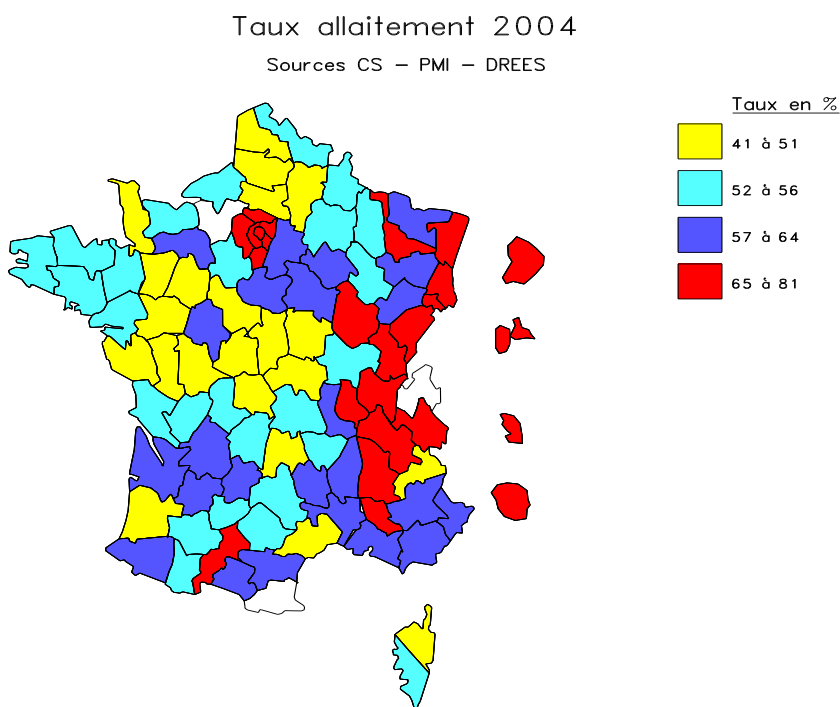 Taux allaitement 2004
Sources CS – PMI – DREES
Taux en %
41 à 51
52 à 56
57 à 64
65 à 81